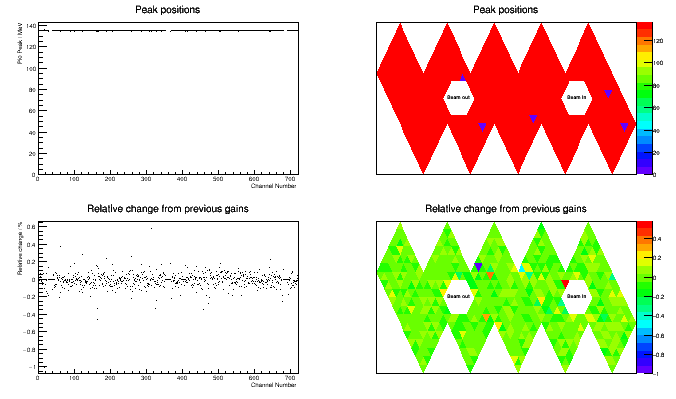 Peak positions
Pi0 Peak / MeV
140
120
100
80
60
40
20
0
0 100 200 300 400 500 600 700
Channel Number
Peak positions
Beam out
Beam In
120
100
80
60
40
20
0
Relative change from previous gains
Relative change / %
0.6
0.4
0.2
0
−0.2
−0.4
−0.6
−0.8
−1
0 100 200 300 400 500 600 700
Channel Number
Relative change from previous gains
Beam out
Beam In
0.4
0.2
0
−0.2
−0.4
−0.6
−0.8
−1